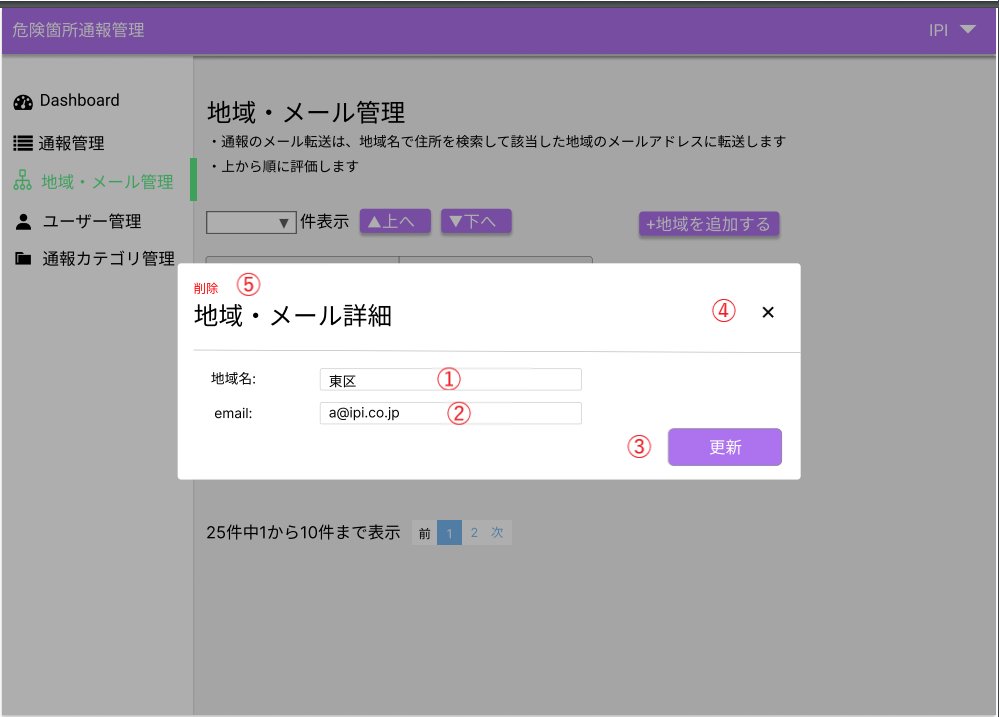 危険箇所通報管理
IPI
Dashboard
通報管理
地域・メール管理
ユーザー管理
通報カテゴリ管理
地域・メール管理
・通報のメール転送は、地域名で住所を検索して該当した地域のメールアドレスに転送します
・上から順に評価します
▼ 件表示 ▲上へ ▼下へ +地域を追加する
削除 ⑤
地域・メール詳細 ④ ×
地域名: 東区 ①
email: a@ipi.co.jp ②
③ 更新
25件中1から10件まで表示 前 1 2 次